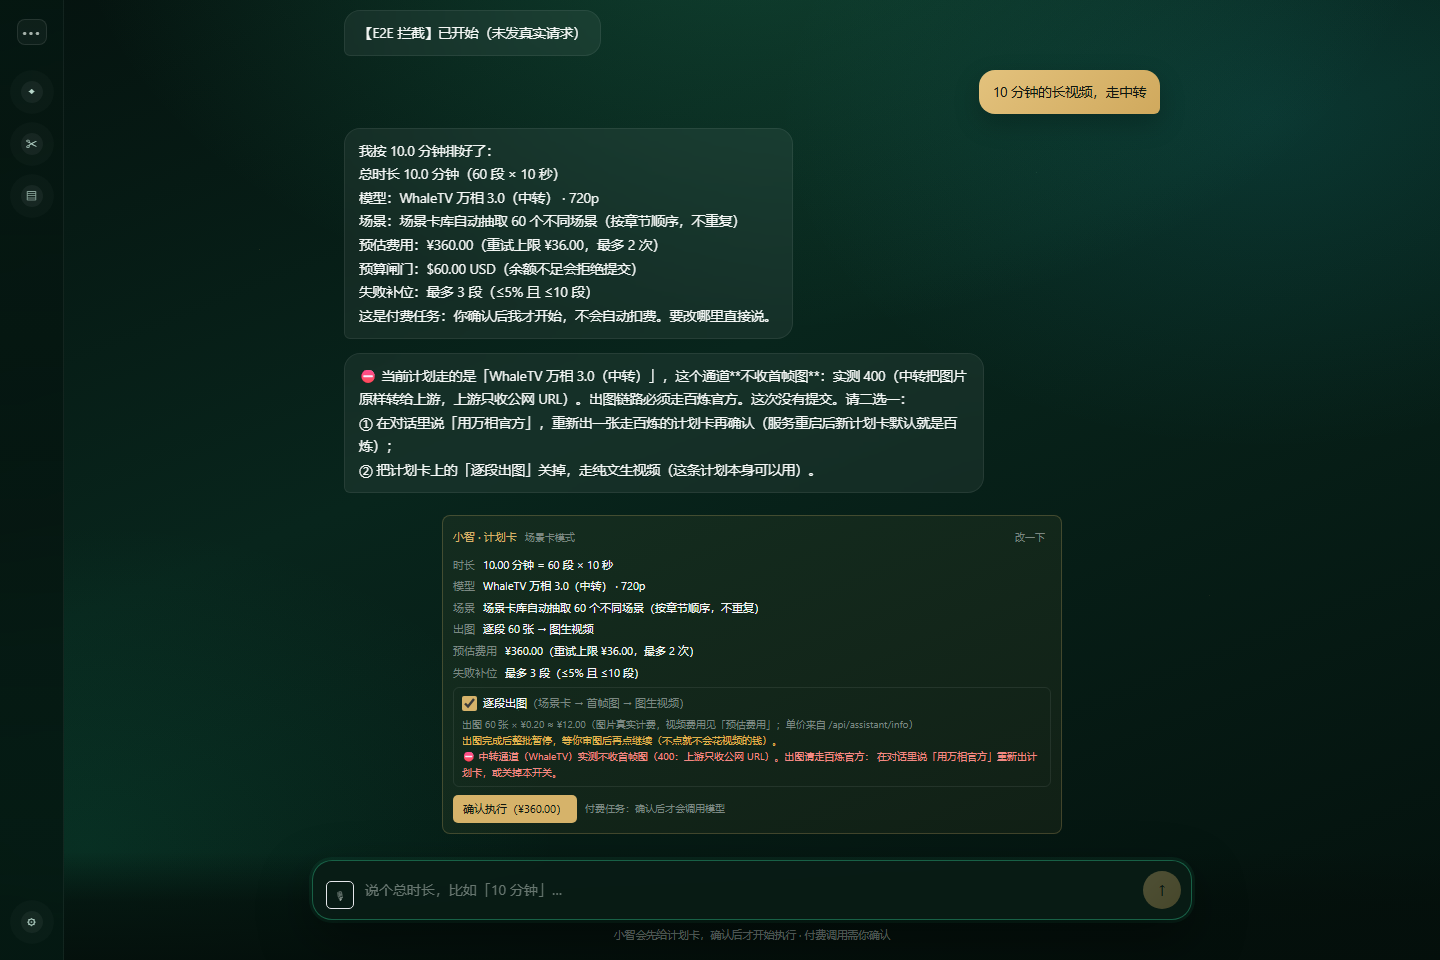 【E2E 拦截】已开始（未发真实请求）
10 分钟的长视频，走中转
我按 10.0 分钟排好了：
总时长 10.0 分钟（60 段 × 10 秒）
模型：WhaleTV 万相 3.0（中转） · 720p
场景：场景卡库自动抽取 60 个不同场景（按章节顺序，不重复）
预估费用：¥360.00（重试上限 ¥36.00，最多 2 次）
预算闸门：$60.00 USD（余额不足会拒绝提交）
失败补位：最多 3 段（≤5% 且 ≤10 段）
这是付费任务：你确认后我才开始，不会自动扣费。要改哪里直接说。
⛔ 当前计划走的是「WhaleTV 万相 3.0（中转）」，这个通道**不收首帧图**：实测 400（中转把图片
原样转给上游，上游只收公网 URL）。出图链路必须走百炼官方。这次没有提交。请二选一：
① 在对话里说「用万相官方」，重新出一张走百炼的计划卡再确认（服务重启后新计划卡默认就是百
炼）；
② 把计划卡上的「逐段出图」关掉，走纯文生视频（这条计划本身可以用）。
小智 · 计划卡 场景卡模式 改一下
时长 10.00 分钟 = 60 段 × 10 秒
模型 WhaleTV 万相 3.0（中转） · 720p
场景 场景卡库自动抽取 60 个不同场景（按章节顺序，不重复）
出图 逐段 60 张 → 图生视频
预估费用 ¥360.00（重试上限 ¥36.00，最多 2 次）
失败补位 最多 3 段（≤5% 且 ≤10 段）
逐段出图（场景卡 → 首帧图 → 图生视频）
出图 60 张 × ¥0.20 ≈ ¥12.00（图片真实计费，视频费用见「预估费用」；单价来自 /api/assistant/info）
出图完成后整批暂停，等你审图后再点继续（不点就不会花视频的钱）。
⛔ 中转通道（WhaleTV）实测不收首帧图（400：上游只收公网 URL）。出图请走百炼官方： 在对话里说「用万相官方」重新出计
划卡，或关掉本开关。
确认执行（¥360.00） 付费任务：确认后才会调用模型
说个总时长，比如「10 分钟」...
小智会先给计划卡，确认后才开始执行 · 付费调用需你确认